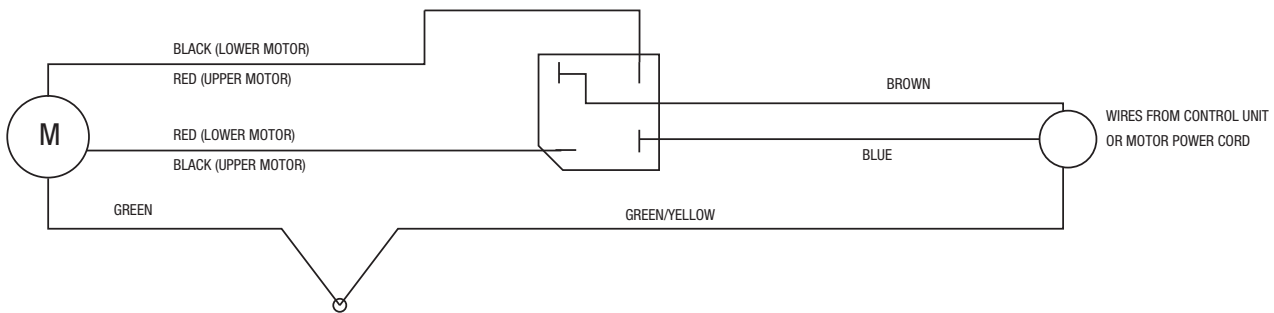 BLACK (LOWER MOTOR)
RED (UPPER MOTOR)
BROWN
WIRES FROM CONTROL UNIT
OR MOTOR POWER CORD
M
RED (LOWER MOTOR)
BLACK (UPPER MOTOR)
BLUE
GREEN
GREEN/YELLOW